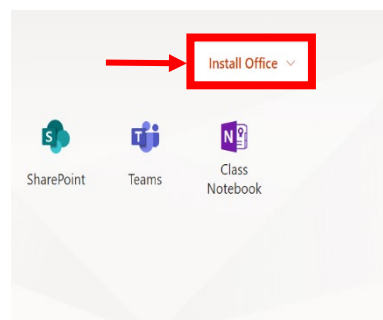 Install Office
SharePoint
Teams
Class
Notebook